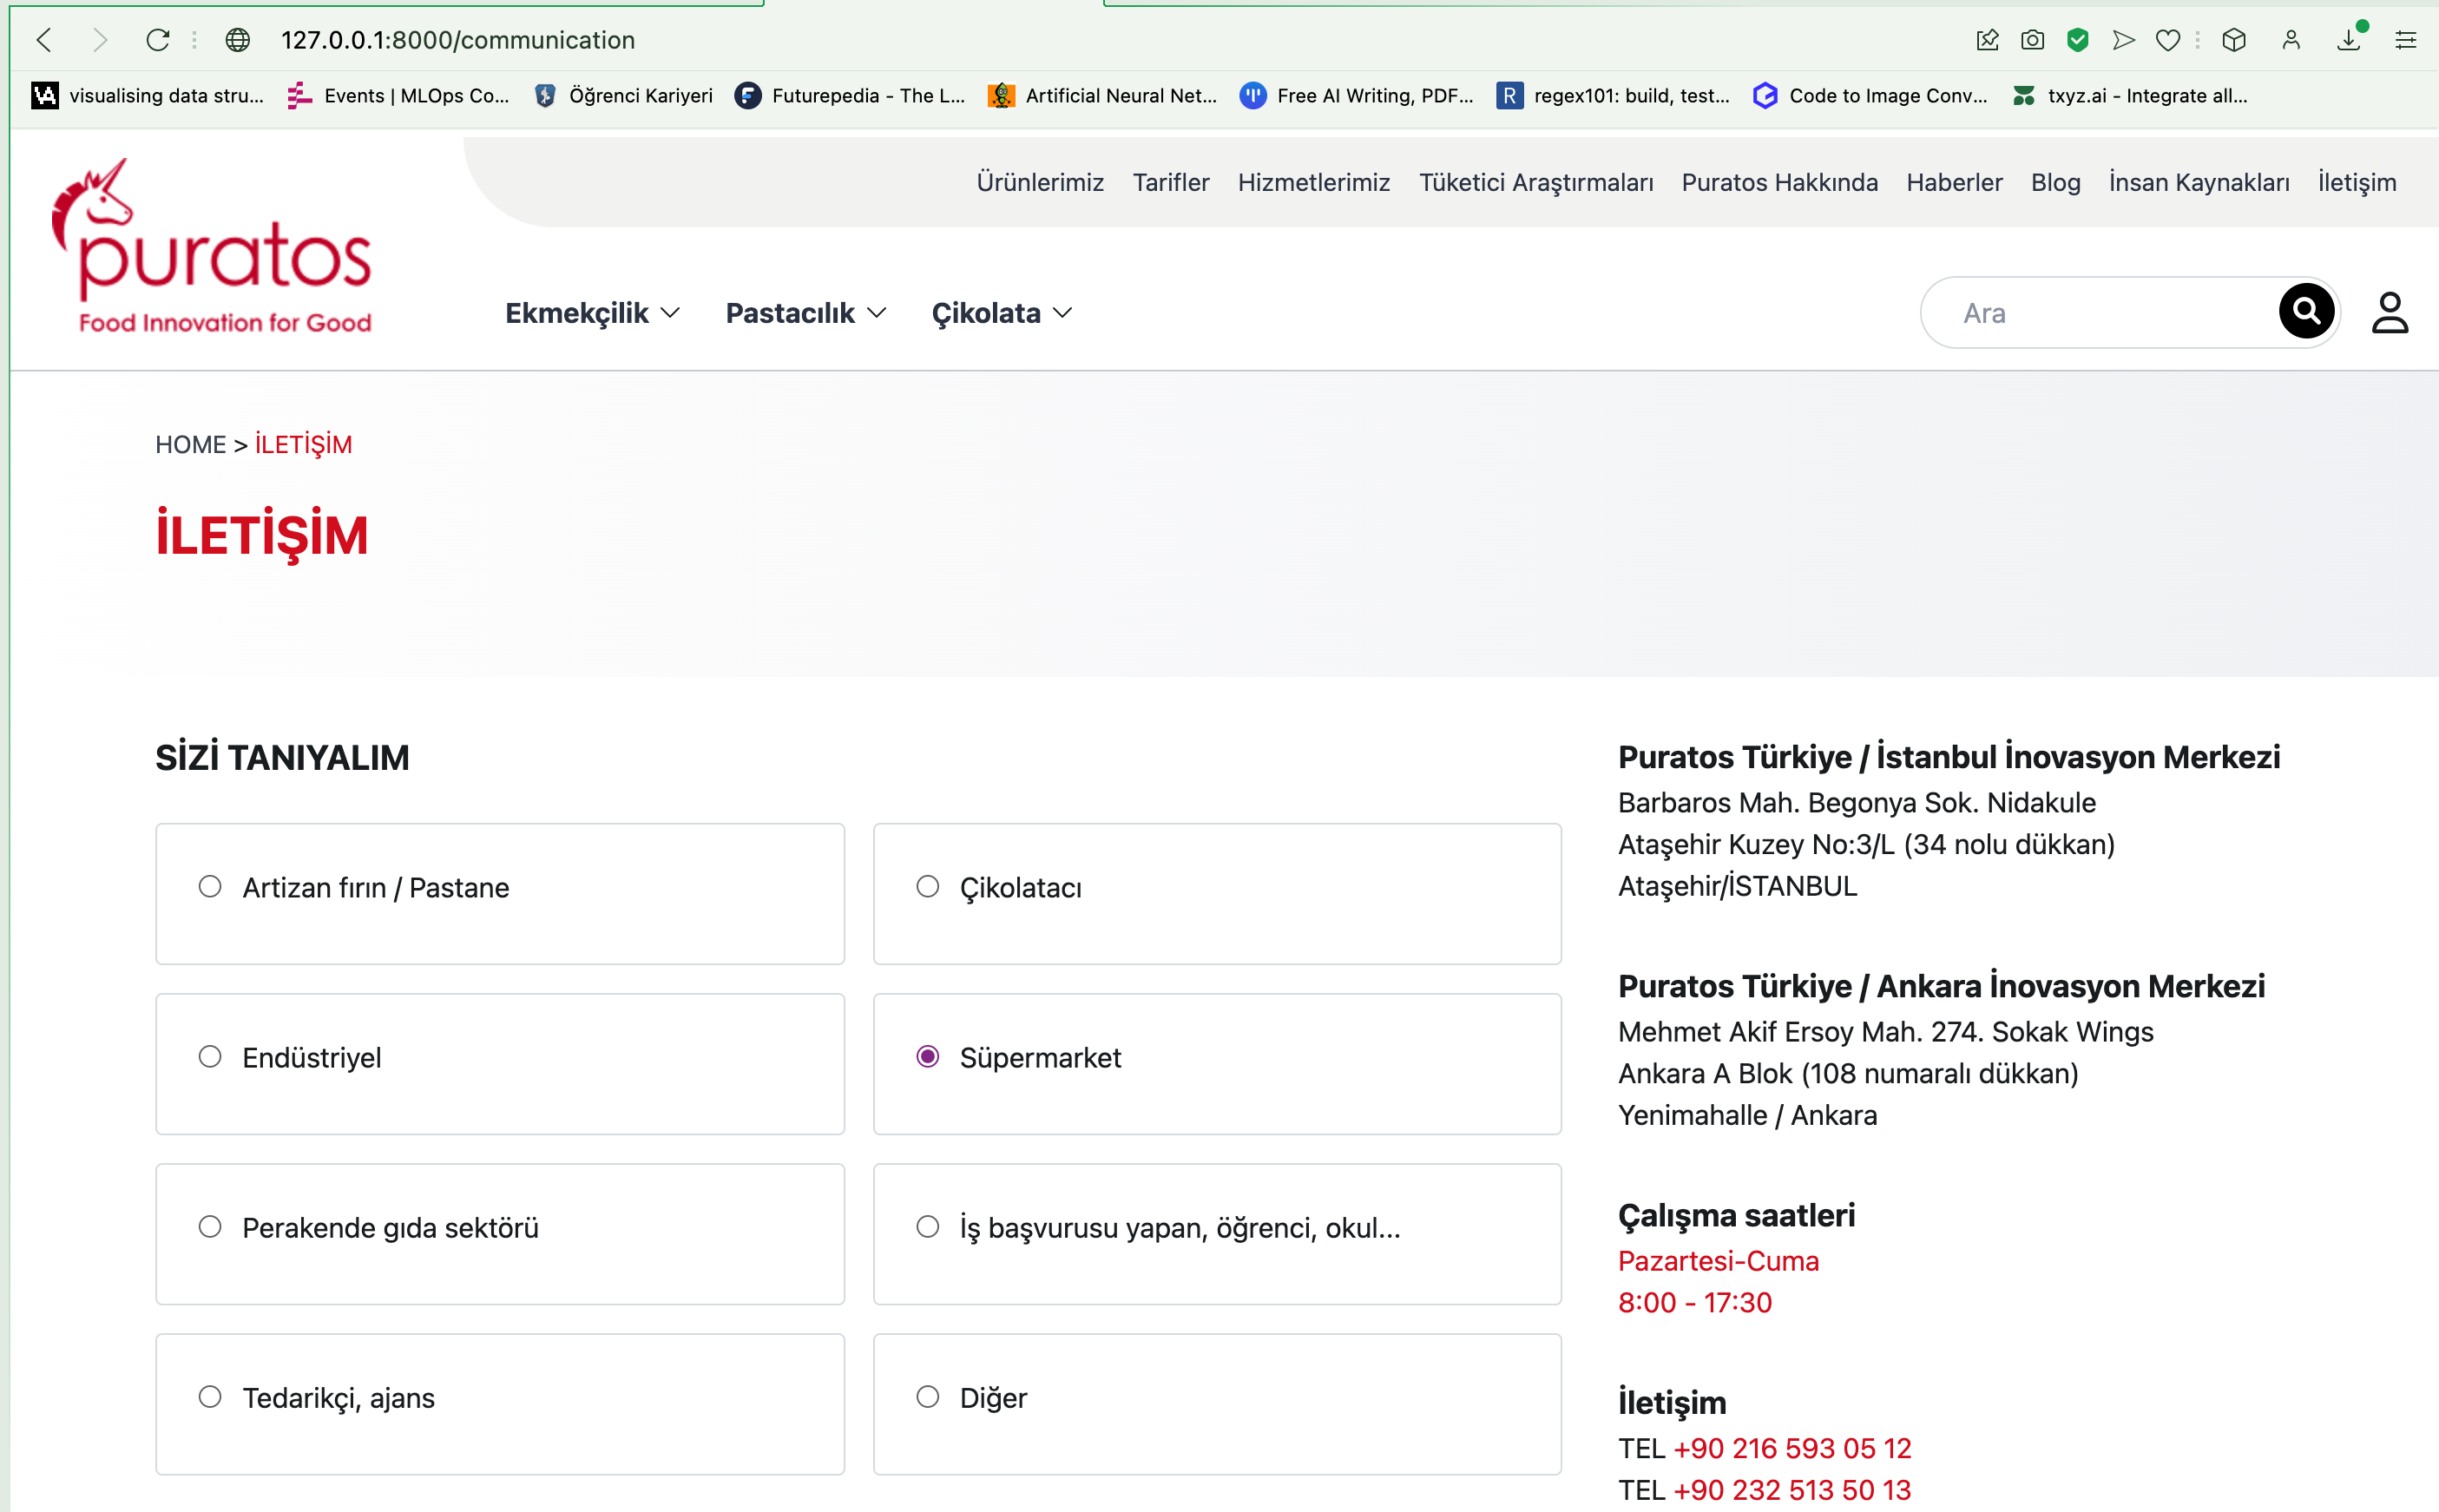 127.0.0.1:8000/communication
visualising data stru...
Events | MLOps Co...
Öğrenci Kariyeri
Futurepedia - The L...
Artificial Neural Net...
Free AI Writing, PDF...
R
regex101: build, test...
Code to Image Conv...
txyz.ai - Integrate all...
puratos
Food Innovation for Good
Ürünlerimiz
Tarifler
Hizmetlerimiz
Tüketici Araştırmaları
Puratos Hakkında
Haberler
Blog
İnsan Kaynakları
İletişim
Ekmekçilik
Pastacılık
Çikolata
Ara
HOME > İLETİŞİM
İLETİŞİM
SİZİ TANIYALIM
Artizan fırın / Pastane
Çikolatacı
Endüstriyel
Süpermarket
Perakende gıda sektörü
İş başvurusu yapan, öğrenci, okul...
Tedarikçi, ajans
Diğer
Puratos Türkiye / İstanbul İnovasyon Merkezi
Barbaros Mah. Begonya Sok. Nidakule
Ataşehir Kuzey No:3/L (34 nolu dükkan)
Ataşehir/İSTANBUL
Puratos Türkiye / Ankara İnovasyon Merkezi
Mehmet Akif Ersoy Mah. 274. Sokak Wings
Ankara A Blok (108 numaralı dükkan)
Yenimahalle / Ankara
Çalışma saatleri
Pazartesi-Cuma
8:00 - 17:30
İletişim
TEL +90 216 593 05 12
TEL +90 232 513 50 13